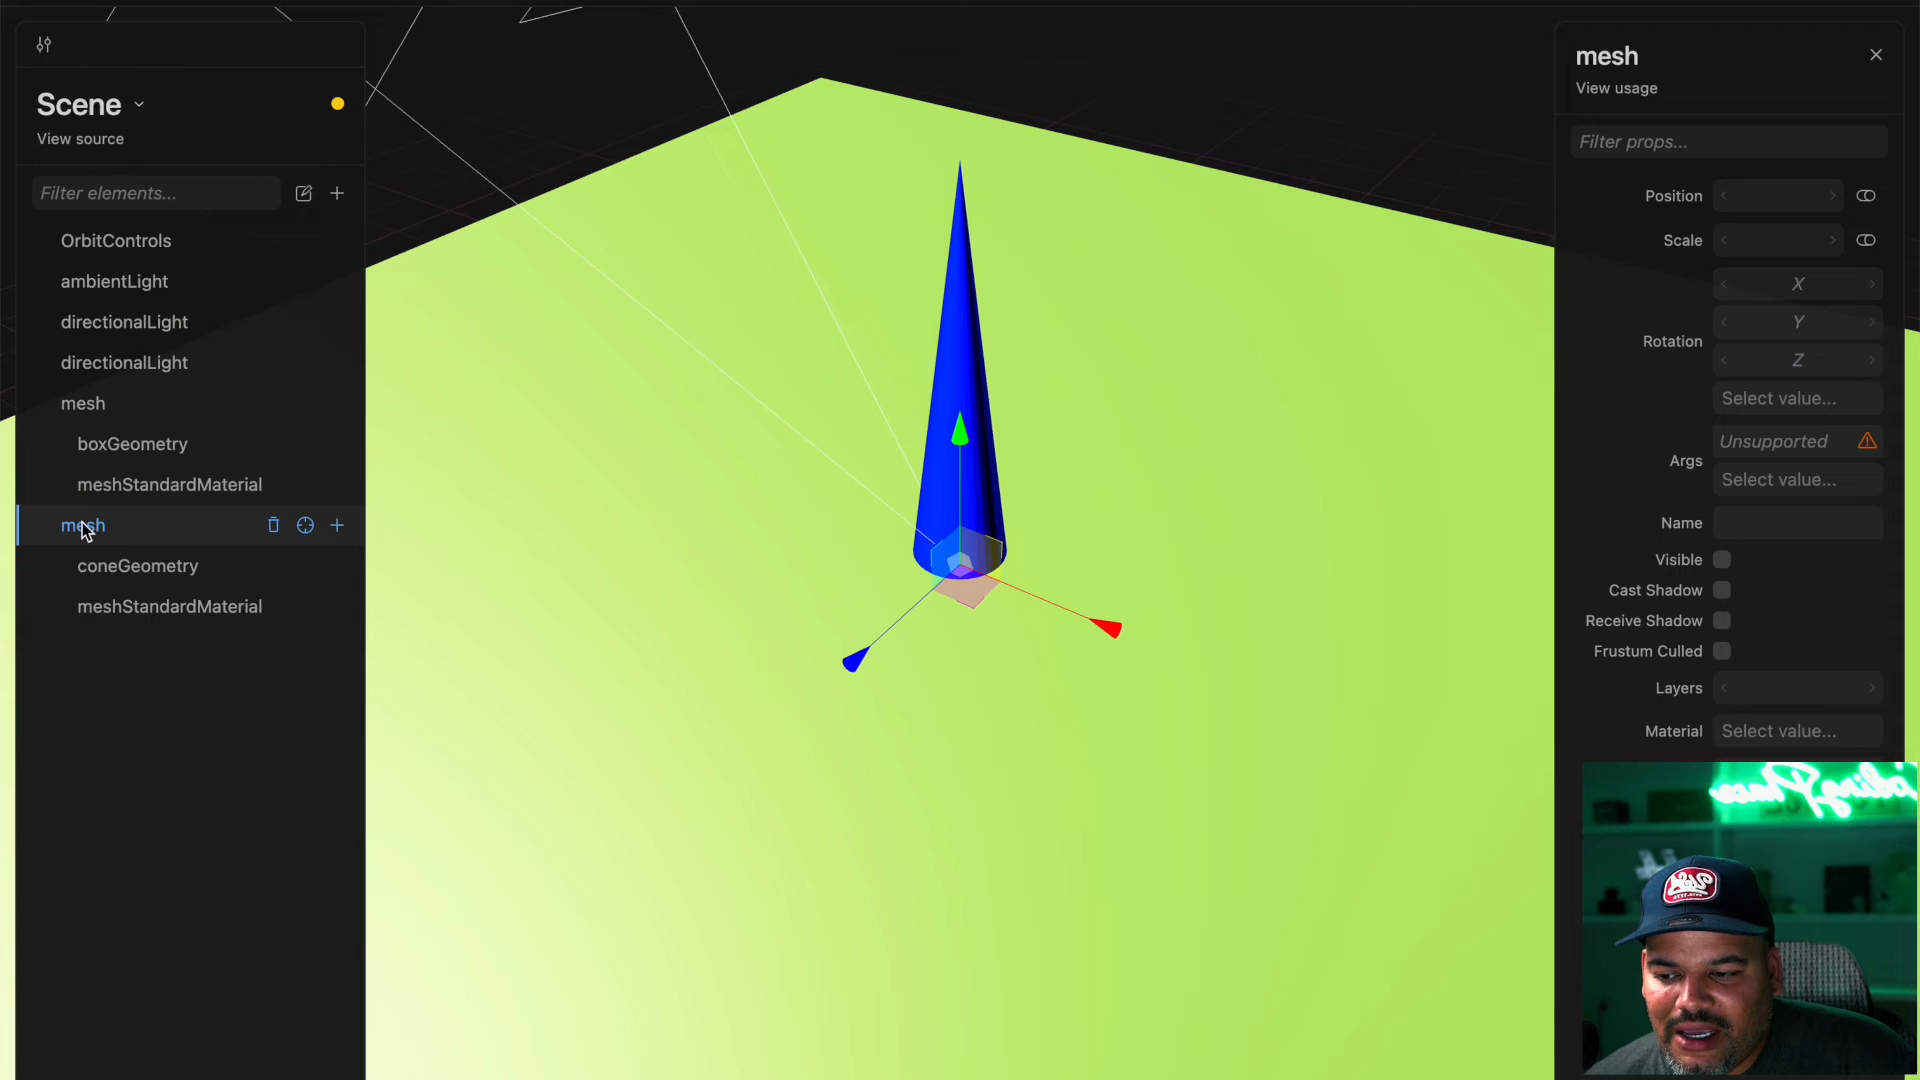 Scene
View source
Filter elements...
OrbitControls
ambientLight
directionalLight
directionalLight
mesh
boxGeometry
meshStandardMaterial
mesh
coneGeometry
meshStandardMaterial
mesh
View usage
Filter props...
Position
Scale
Rotation
X
Y
Z
Select value...
Args
Unsupported
Select value...
Name
Visible
Cast Shadow
Receive Shadow
Frustum Culled
Layers
Material
Select value...